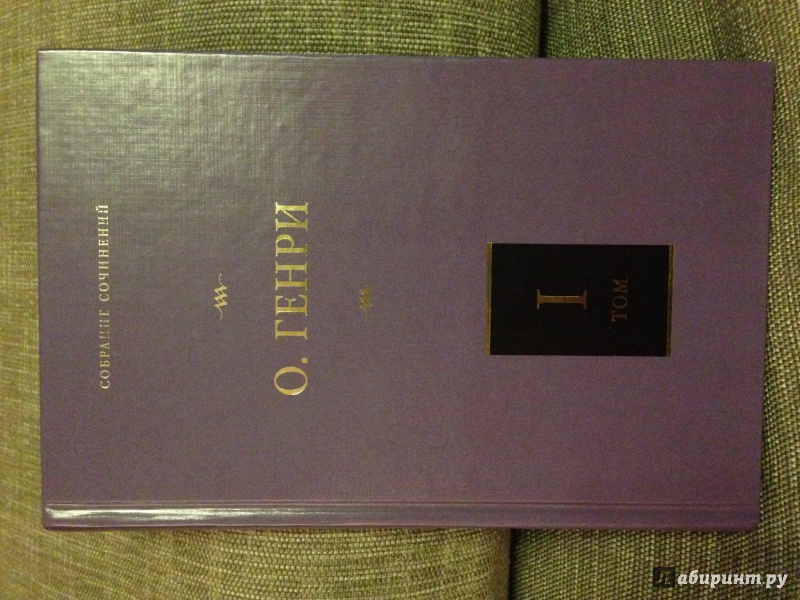 СОБРАНИЕ СОЧИНЕНИЙ
О. ГЕНРИ
I
ТОМ
Лабиринт.ру